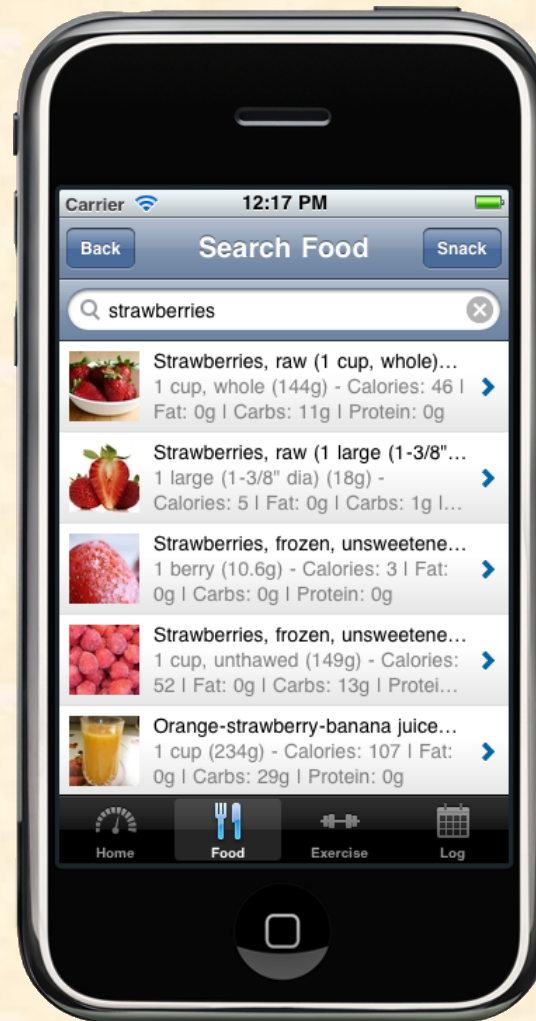 Carrier 12:17 PM
Back Search Food Snack
strawberries
Strawberries, raw (1 cup, whole)...
1 cup, whole (144g) - Calories: 46 |
Fat: 0g | Carbs: 11g | Protein: 0g
Strawberries, raw (1 large (1-3/8"...
1 large (1-3/8" dia) (18g) -
Calories: 5 | Fat: 0g | Carbs: 1g |...
Strawberries, frozen, unsweetene...
1 berry (10.6g) - Calories: 3 | Fat:
0g | Carbs: 0g | Protein: 0g
Strawberries, frozen, unsweetene...
1 cup, unthawed (149g) - Calories:
52 | Fat: 0g | Carbs: 13g | Protei...
Orange-strawberry-banana juice...
1 cup (234g) - Calories: 107 | Fat:
0g | Carbs: 29g | Protein: 0g
Home Food Exercise Log